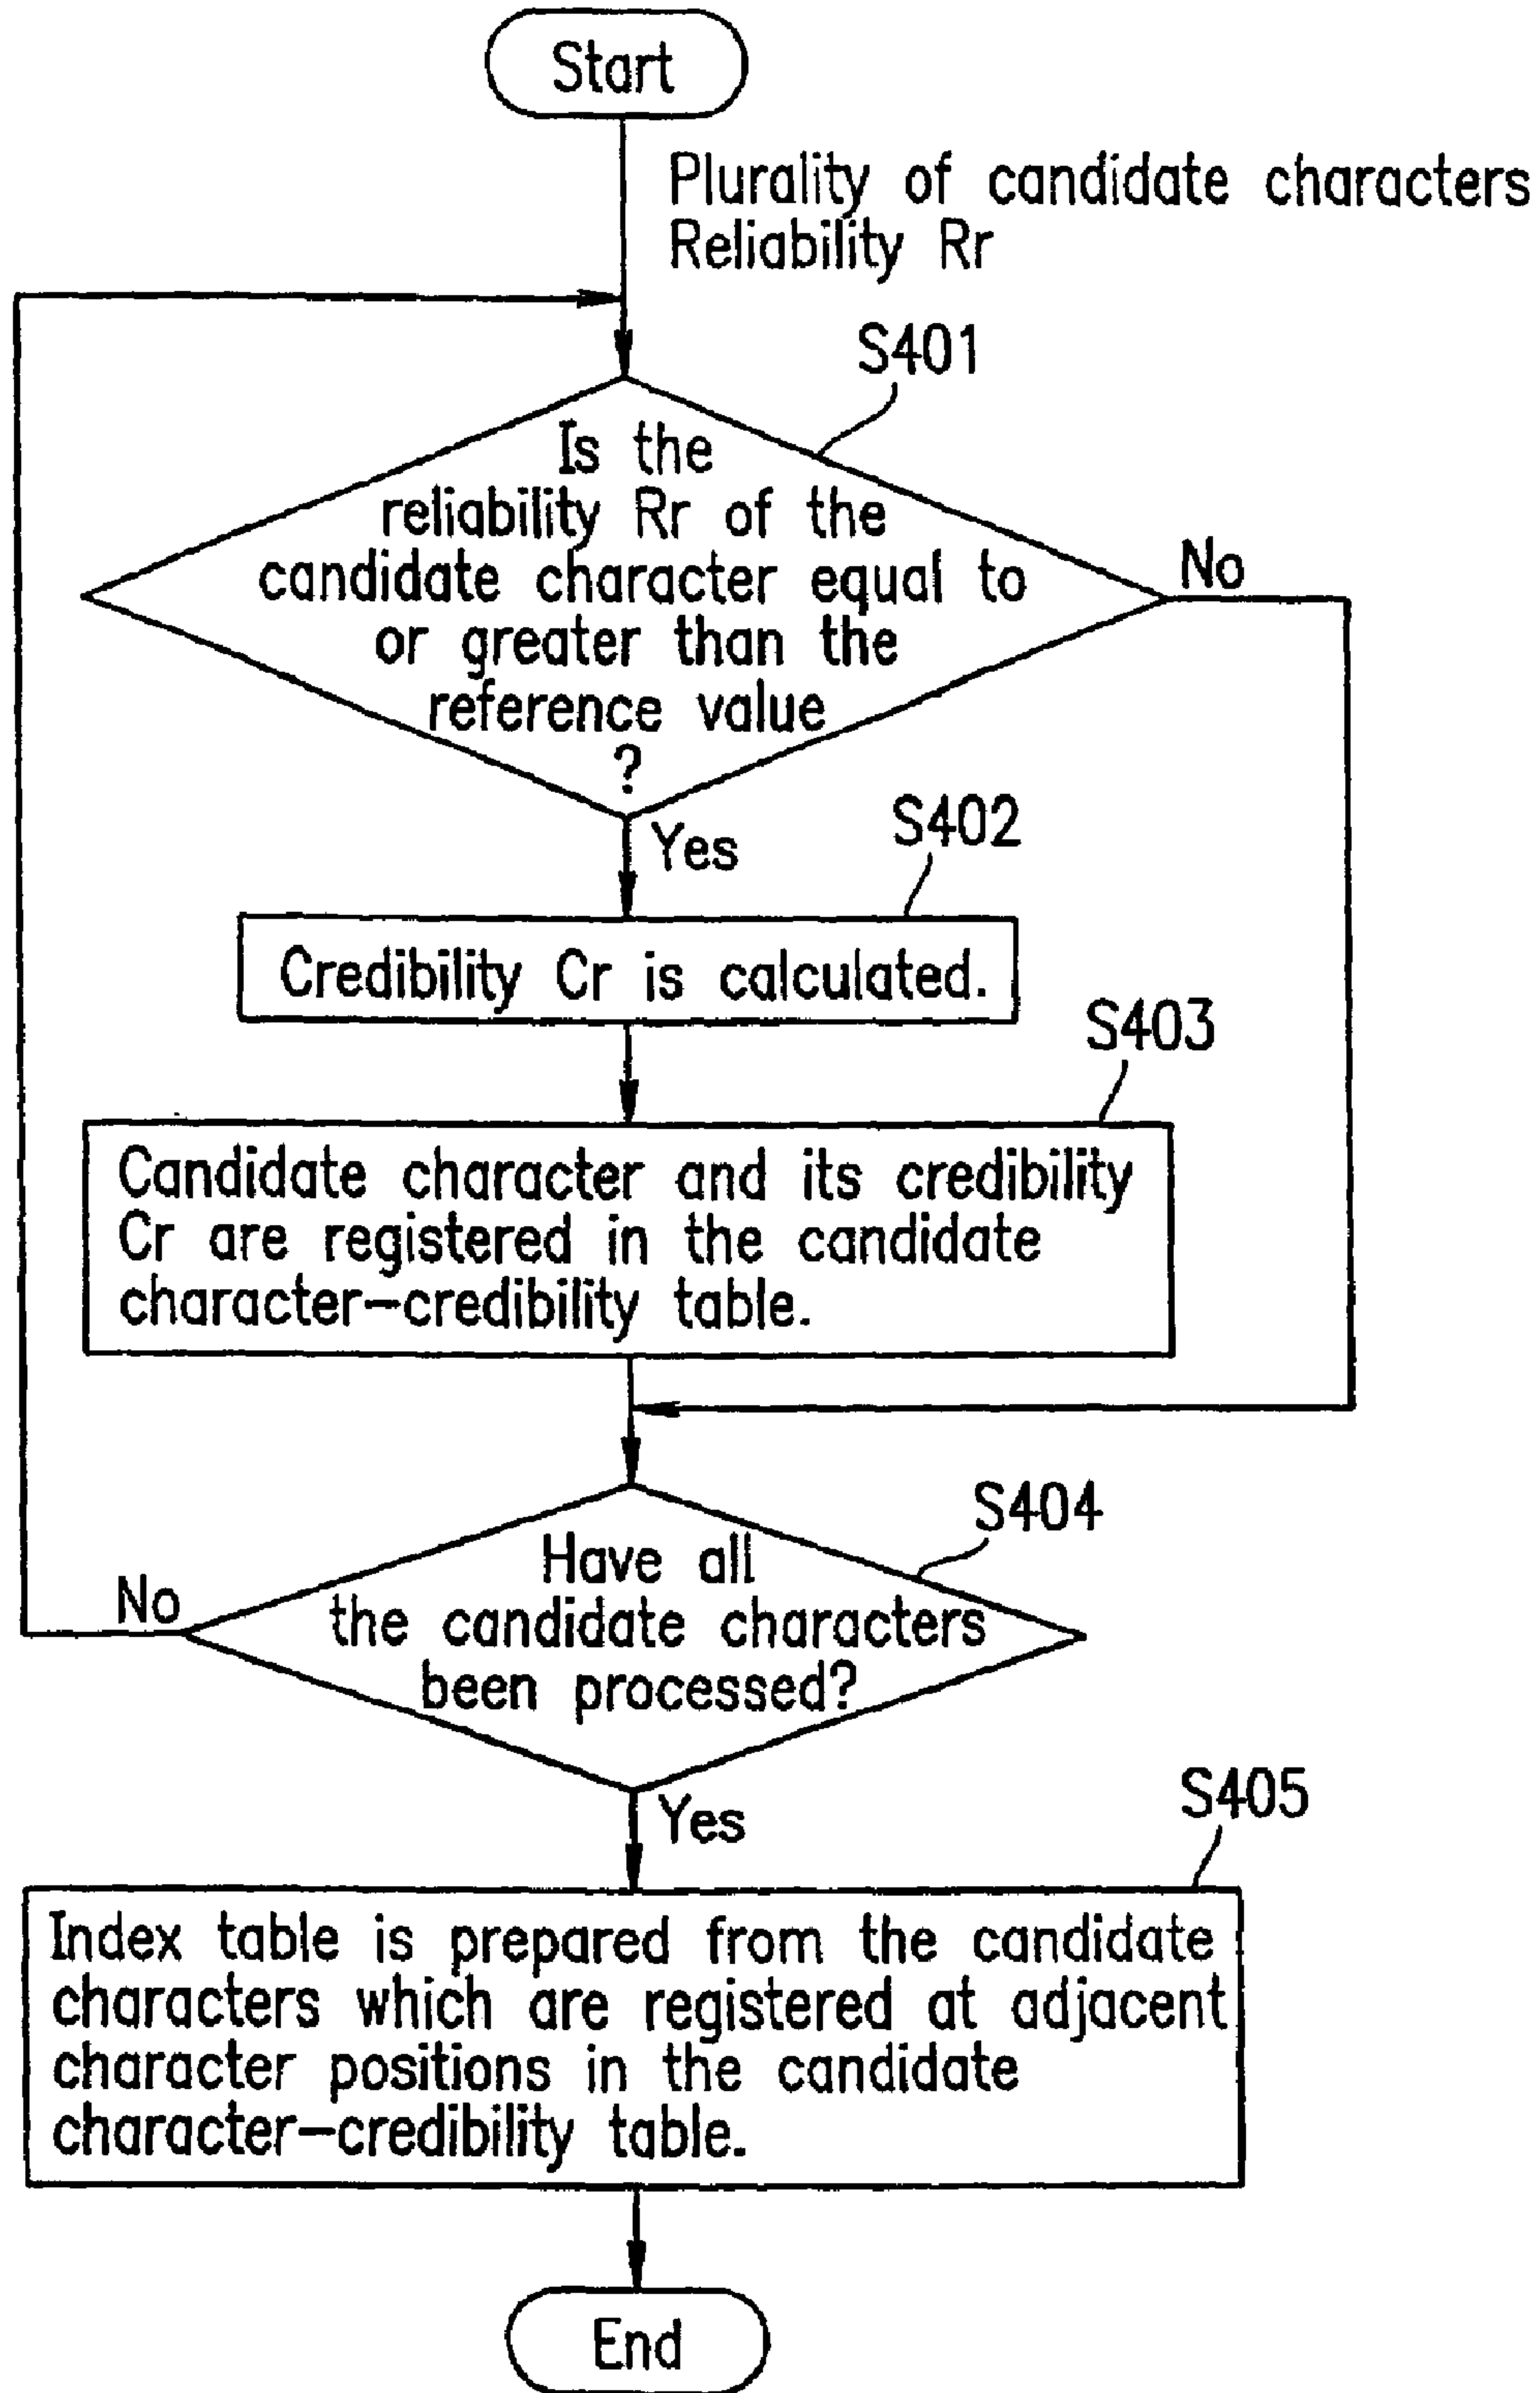 Start
Plurality of candidate characters
Reliability Rr
S401
Is the
reliability Rr of the
candidate character equal to
or greater than the
reference value
?
No
Yes
S402
Credibility Cr is calculated.
S403
Candidate character and its credibility
Cr are registered in the candidate
character-credibility table.
S404
Have all
the candidate characters
been processed?
No
Yes
S405
Index table is prepared from the candidate
characters which are registered at adjacent
character positions in the candidate
character-credibility table.
End